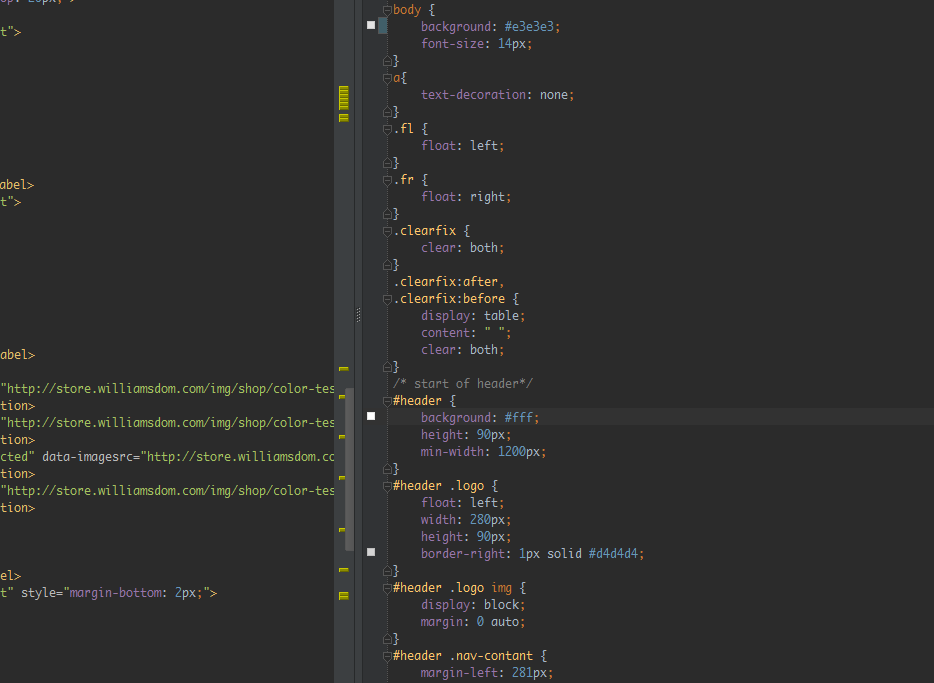 t">
abel>
t">
abel>
"http://store.williamsdom.com/img/shop/color-tes
tion>
"http://store.williamsdom.com/img/shop/color-tes
tion>
cted" data-imagesrc="http://store.williamsdom.co
tion>
"http://store.williamsdom.com/img/shop/color-tes
tion>
el>
t" style="margin-bottom: 2px;">
body {
background: #e3e3e3;
font-size: 14px;
}
a{
text-decoration: none;
}
.fl {
float: left;
}
.fr {
float: right;
}
.clearfix {
clear: both;
}
.clearfix:after,
.clearfix:before {
display: table;
content: " ";
clear: both;
}
/* start of header*/
#header {
background: #fff;
height: 90px;
min-width: 1200px;
}
#header .logo {
float: left;
width: 280px;
height: 90px;
border-right: 1px solid #d4d4d4;
}
#header .logo img {
display: block;
margin: 0 auto;
}
#header .nav-contant {
margin-left: 281px;